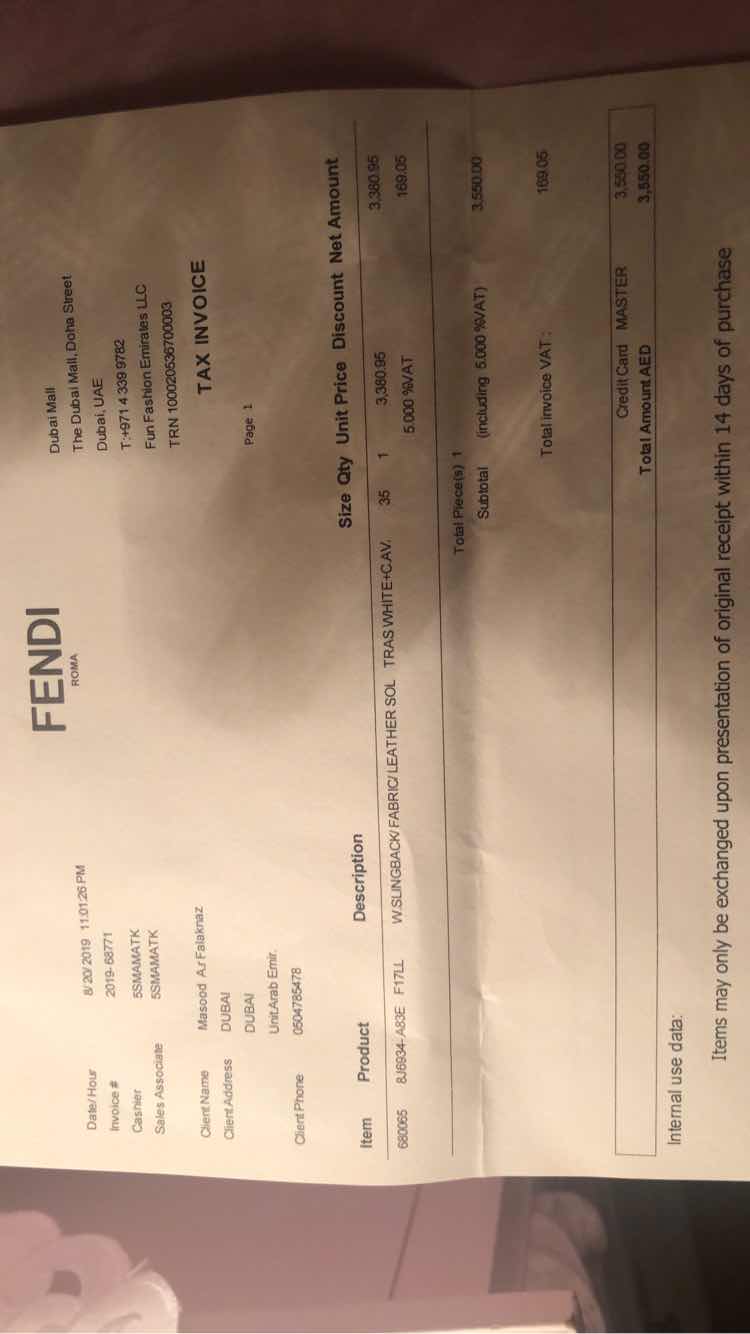 FENDI
ROMA
Dubai Mall
The Dubai Mall, Doha Street
Dubai, UAE
T:+971 4 339 9782
Fun Fashion Emirates LLC
TRN 100020536700003
TAX INVOICE
Page 1
Date/Hour 8/20/2019 11:01:26 PM
Invoice # 2019-68771
Cashier 5SMAMATK
Sales Associate 5SMAMATK
Client Name Masood Ar Falaknaz
Client Address DUBAI
DUBAI
Unit.Arab Emir.
Client Phone 0504785478
Item Product Description Size Qty Unit Price Discount Net Amount
680065 8J6934-A83E F17LL W.SLINGBACK/FABRIC/LEATHER SOL TRAS WHITE+C.AV. 35 1 3,380.95 3,380.95
5.000 %VAT 169.05
Total Piece(s) 1
Subtotal (including 5.000 %VAT) 3,550.00
Total invoice VAT : 169.05
Credit Card MASTER 3,550.00
Total Amount AED 3,550.00
Internal use data:
Items may only be exchanged upon presentation of original receipt within 14 days of purchase